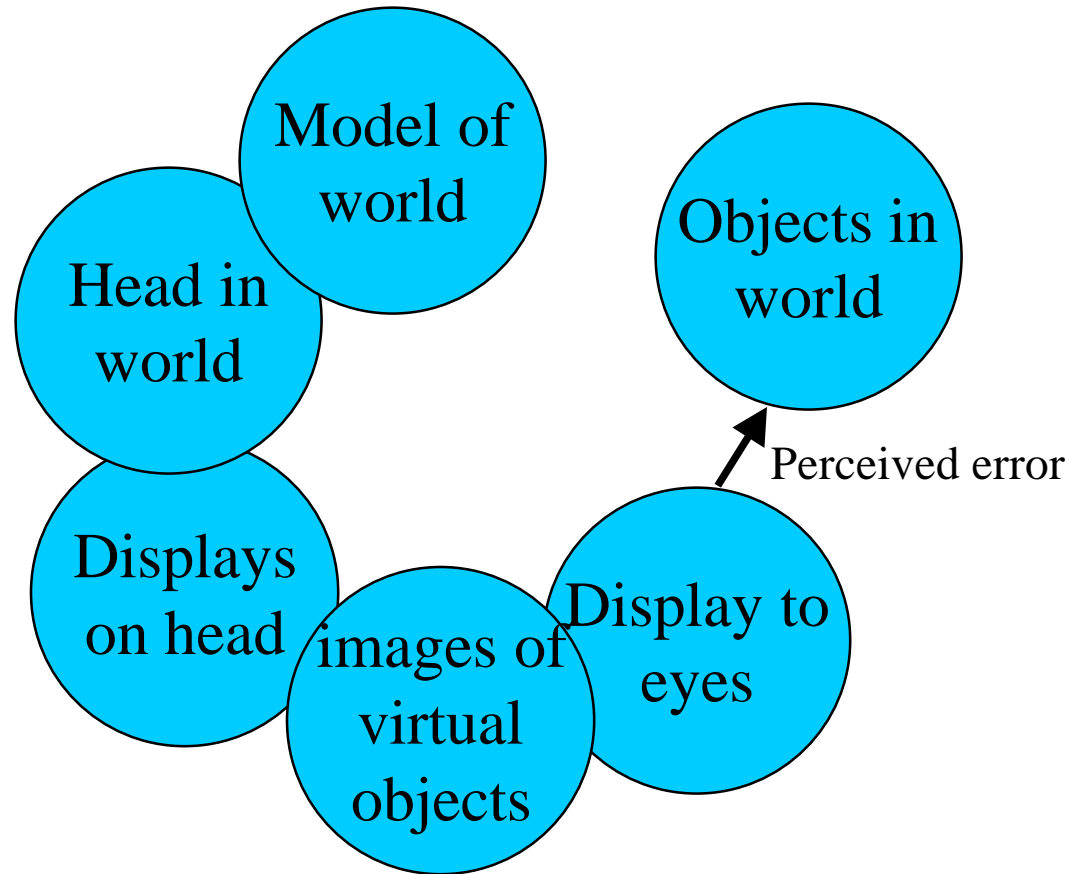 Model of
world
Objects in
world
Head in
world
Perceived error
Displays
on head
images of
virtual
objects
Display to
eyes